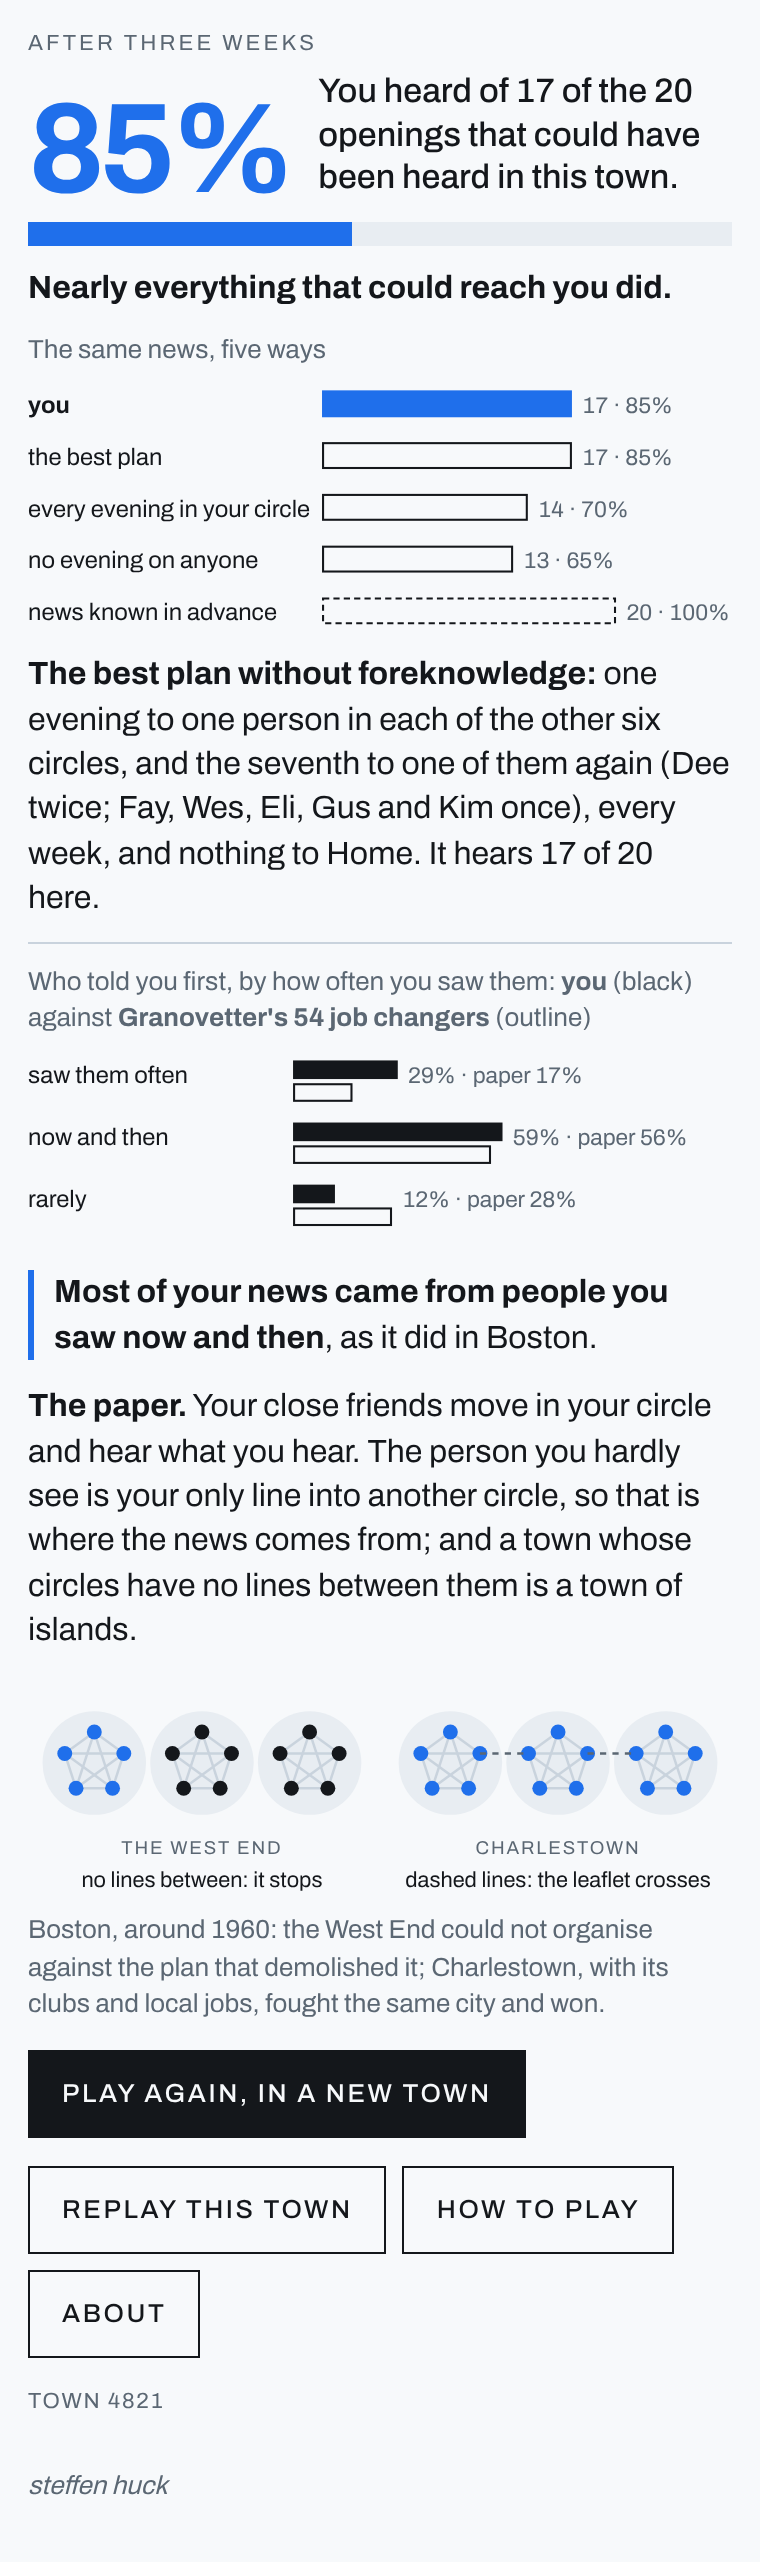 AFTER THREE WEEKS
85%
You heard of 17 of the 20
openings that could have
been heard in this town.
Nearly everything that could reach you did.
The same news, five ways
you 17 · 85%
the best plan 17 · 85%
every evening in your circle 14 · 70%
no evening on anyone 13 · 65%
news known in advance 20 · 100%
The best plan without foreknowledge: one
evening to one person in each of the other six
circles, and the seventh to one of them again (Dee
twice; Fay, Wes, Eli, Gus and Kim once), every
week, and nothing to Home. It hears 17 of 20
here.
Who told you first, by how often you saw them: you (black)
against Granovetter's 54 job changers (outline)
saw them often 29% · paper 17%
now and then 59% · paper 56%
rarely 12% · paper 28%
Most of your news came from people you
saw now and then, as it did in Boston.
The paper. Your close friends move in your circle
and hear what you hear. The person you hardly
see is your only line into another circle, so that is
where the news comes from; and a town whose
circles have no lines between them is a town of
islands.
THE WEST END
no lines between: it stops
CHARLESTOWN
dashed lines: the leaflet crosses
Boston, around 1960: the West End could not organise
against the plan that demolished it; Charlestown, with its
clubs and local jobs, fought the same city and won.
PLAY AGAIN, IN A NEW TOWN
REPLAY THIS TOWN
HOW TO PLAY
ABOUT
TOWN 4821
steffen huck